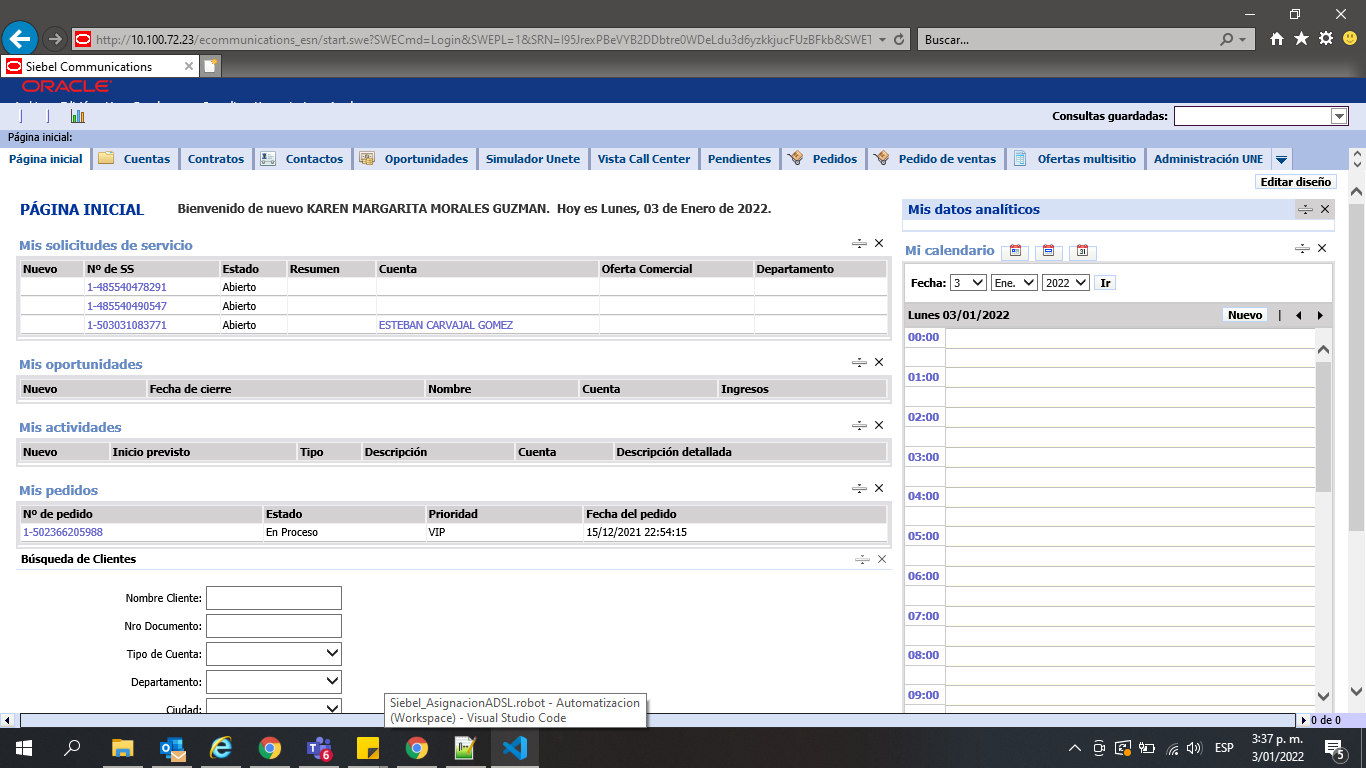 http://10.100.72.23/ecommunications_esn/start.swe?SWECmd=Login&SWEPL=1&SRN=I95JrexPBeVYB2DDbtre0WDeLdu3d6yzkkjucFUzBFkb&SWET
Buscar...
Siebel Communications
ORACLE
Consultas guardadas:
Página inicial:
Página inicial Cuentas Contratos Contactos Oportunidades Simulador Unete Vista Call Center Pendientes Pedidos Pedido de ventas Ofertas multisitio Administración UNE
Editar diseño
PÁGINA INICIAL Bienvenido de nuevo KAREN MARGARITA MORALES GUZMAN. Hoy es Lunes, 03 de Enero de 2022.
Mis solicitudes de servicio
Nuevo Nº de SS Estado Resumen Cuenta Oferta Comercial Departamento
1-485540478291 Abierto
1-485540490547 Abierto
1-503031083771 Abierto ESTEBAN CARVAJAL GOMEZ
Mis oportunidades
Nuevo Fecha de cierre Nombre Cuenta Ingresos
Mis actividades
Nuevo Inicio previsto Tipo Descripción Cuenta Descripción detallada
Mis pedidos
Nº de pedido Estado Prioridad Fecha del pedido
1-502366205988 En Proceso VIP 15/12/2021 22:54:15
Búsqueda de Clientes
Nombre Cliente:
Nro Documento:
Tipo de Cuenta:
Departamento:
Ciudad:
Mis datos analíticos
Mi calendario 31
Fecha: 3 Ene. 2022 Ir
Lunes 03/01/2022 Nuevo |
00:00
01:00
02:00
03:00
04:00
05:00
06:00
07:00
08:00
09:00
Siebel_AsignacionADSL.robot - Automatizacion
(Workspace) - Visual Studio Code
0 de 0
6
ESP
3:37 p. m.
3/01/2022
5